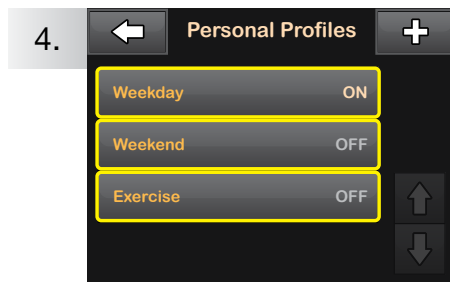 4.
Personal Profiles
Weekday ON
Weekend OFF
Exercise OFF